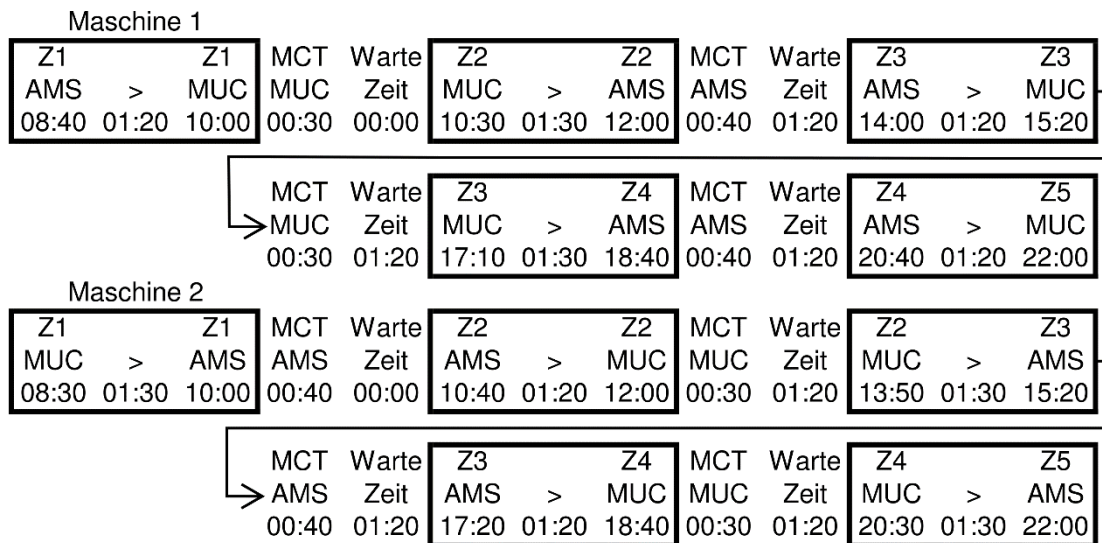 Maschine 1
Z1 Z1 MCT Warte Z2 Z2 MCT Warte Z3 Z3
AMS > MUC MUC Zeit MUC > AMS AMS Zeit AMS > MUC
08:40 01:20 10:00 00:30 00:00 10:30 01:30 12:00 00:40 01:20 14:00 01:20 15:20
MCT Warte Z3 Z4 MCT Warte Z4 Z5
MUC Zeit MUC > AMS AMS Zeit AMS > MUC
00:30 01:20 17:10 01:30 18:40 00:40 01:20 20:40 01:20 22:00
Maschine 2
Z1 Z1 MCT Warte Z2 Z2 MCT Warte Z2 Z3
MUC > AMS AMS Zeit AMS > MUC MUC Zeit MUC > AMS
08:30 01:30 10:00 00:40 00:00 10:40 01:20 12:00 00:30 01:20 13:50 01:30 15:20
MCT Warte Z3 Z4 MCT Warte Z4 Z5
AMS Zeit AMS > MUC MUC Zeit MUC > AMS
00:40 01:20 17:20 01:20 18:40 00:30 01:20 20:30 01:30 22:00